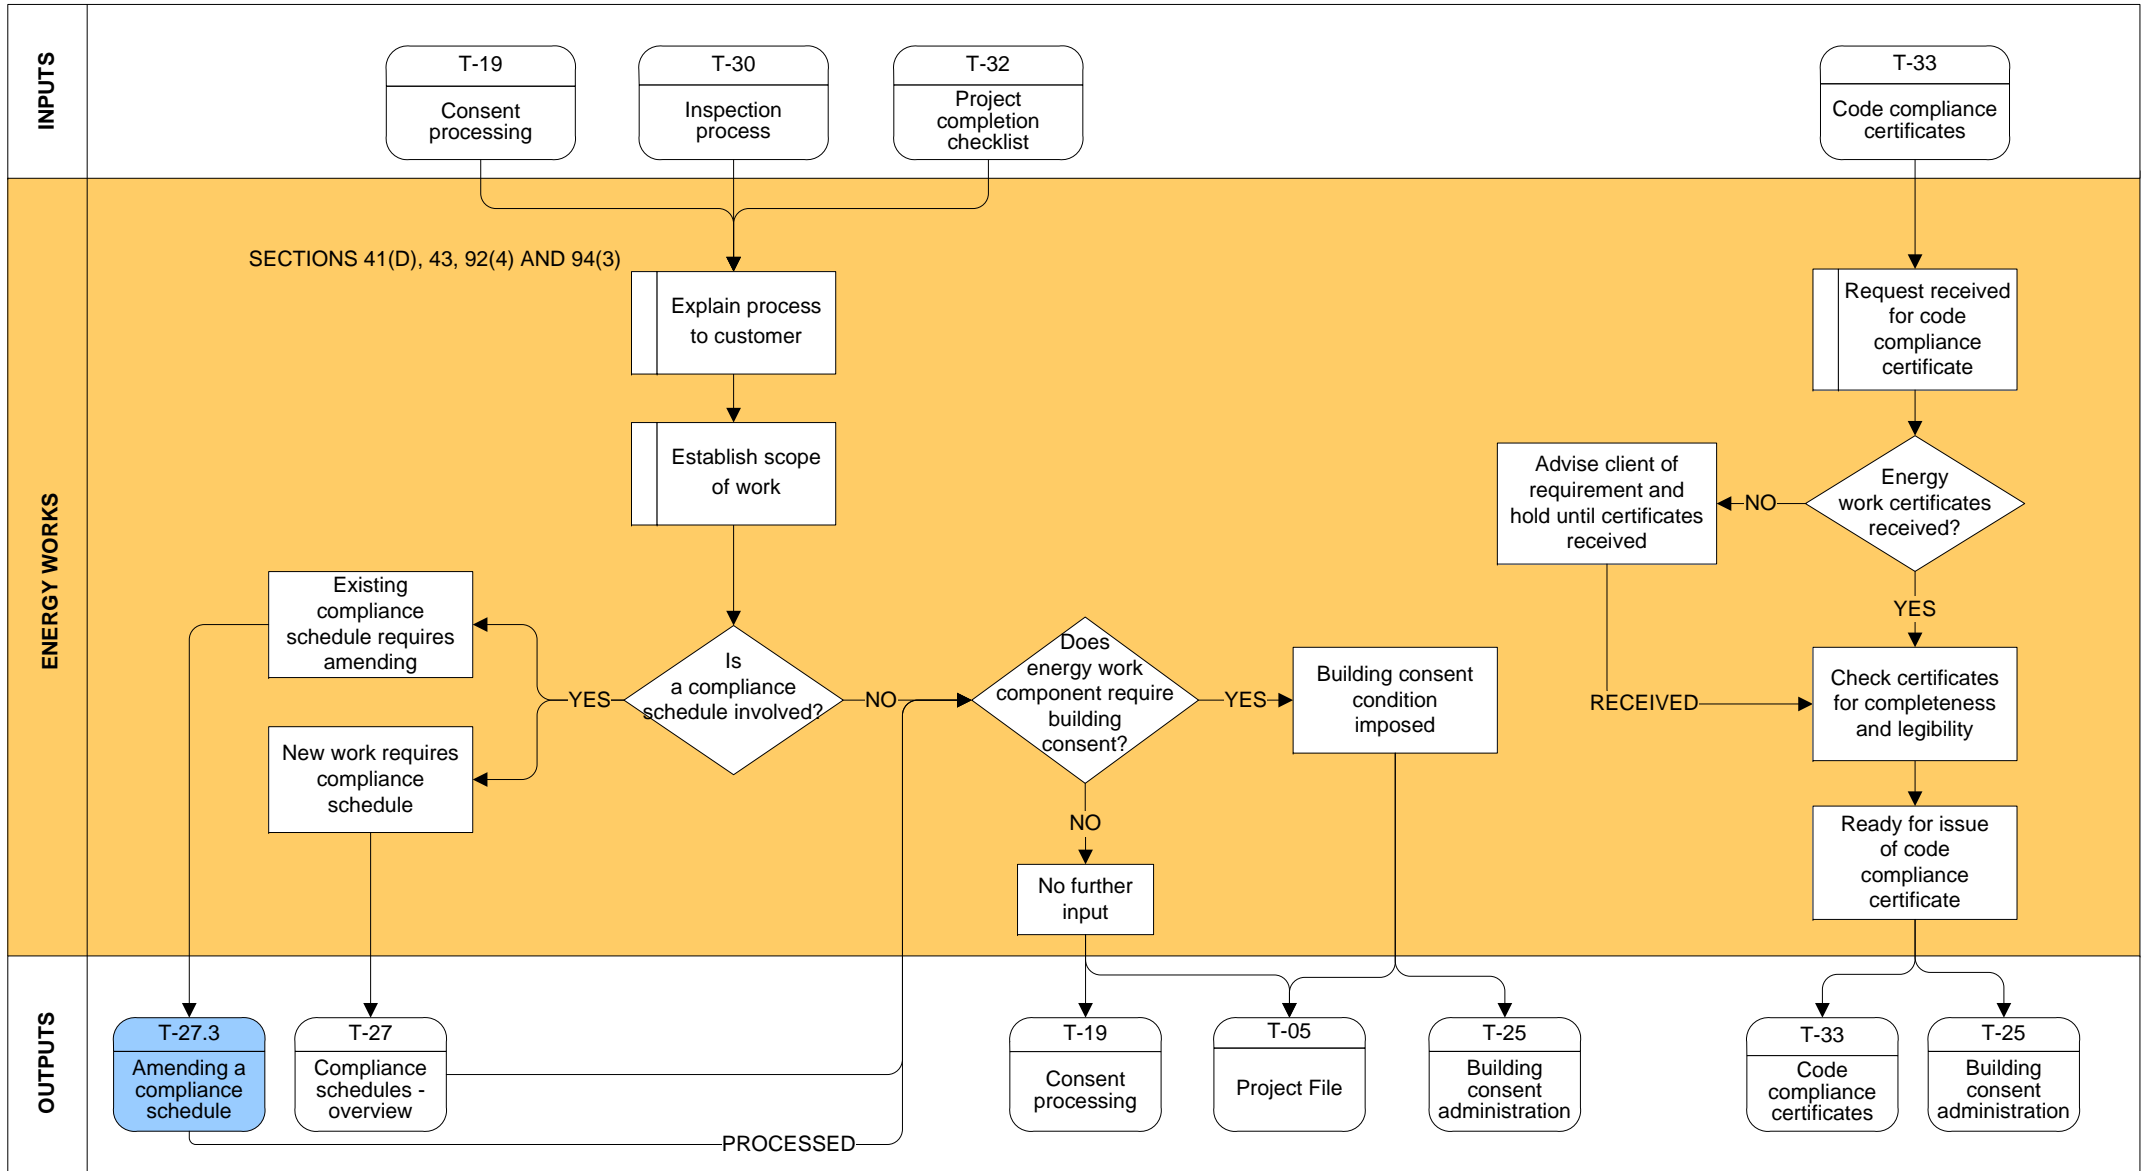 INPUTS
T-19
Consent
processing
T-30
Inspection
process
T-32
Project
completion
checklist
T-33
Code compliance
certificates
ENERGY WORKS
SECTIONS 41(D), 43, 92(4) AND 94(3)
Explain process
to customer
Establish scope
of work
Is
a compliance
schedule involved?
YES
NO
Existing
compliance
schedule requires
amending
New work requires
compliance
schedule
Does
energy work
component require
building
consent?
YES
NO
Building consent
condition
imposed
No further
input
Request received
for code
compliance
certificate
Energy
work certificates
received?
NO
YES
Advise client of
requirement and
hold until certificates
received
RECEIVED
Check certificates
for completeness
and legibility
Ready for issue
of code
compliance
certificate
OUTPUTS
T-27.3
Amending a
compliance
schedule
T-27
Compliance
schedules -
overview
PROCESSED
T-19
Consent
processing
T-05
Project File
T-25
Building
consent
administration
T-33
Code
compliance
certificates
T-25
Building
consent
administration